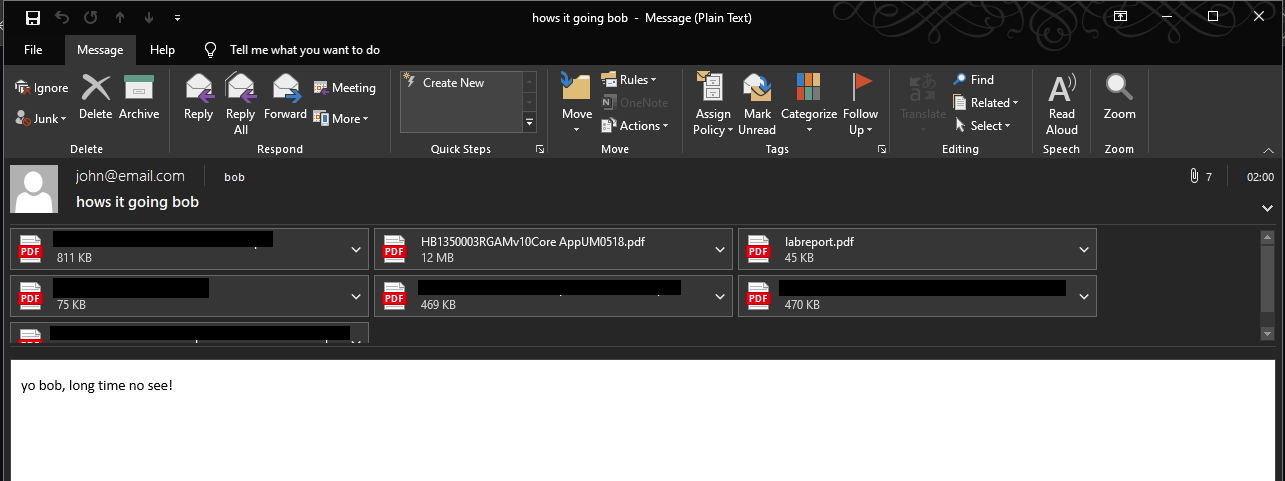 hows it going bob - Message (Plain Text)
File Message Help Tell me what you want to do
Ignore
Junk
Delete
Archive
Delete
Reply
Reply All
Forward
Meeting
More
Respond
Create New
Quick Steps
Move
Rules
OneNote
Actions
Move
Assign Policy
Mark Unread
Categorize
Follow Up
Tags
Translate
Find
Related
Select
Editing
Read Aloud
Speech
Zoom
Zoom
john@email.com bob 7 02:00
hows it going bob
PDF 811 KB
PDF HB1350003RGAMv10Core AppUM0518.pdf
12 MB
PDF labreport.pdf
45 KB
PDF 75 KB
PDF 469 KB
PDF 470 KB
PDF
yo bob, long time no see!